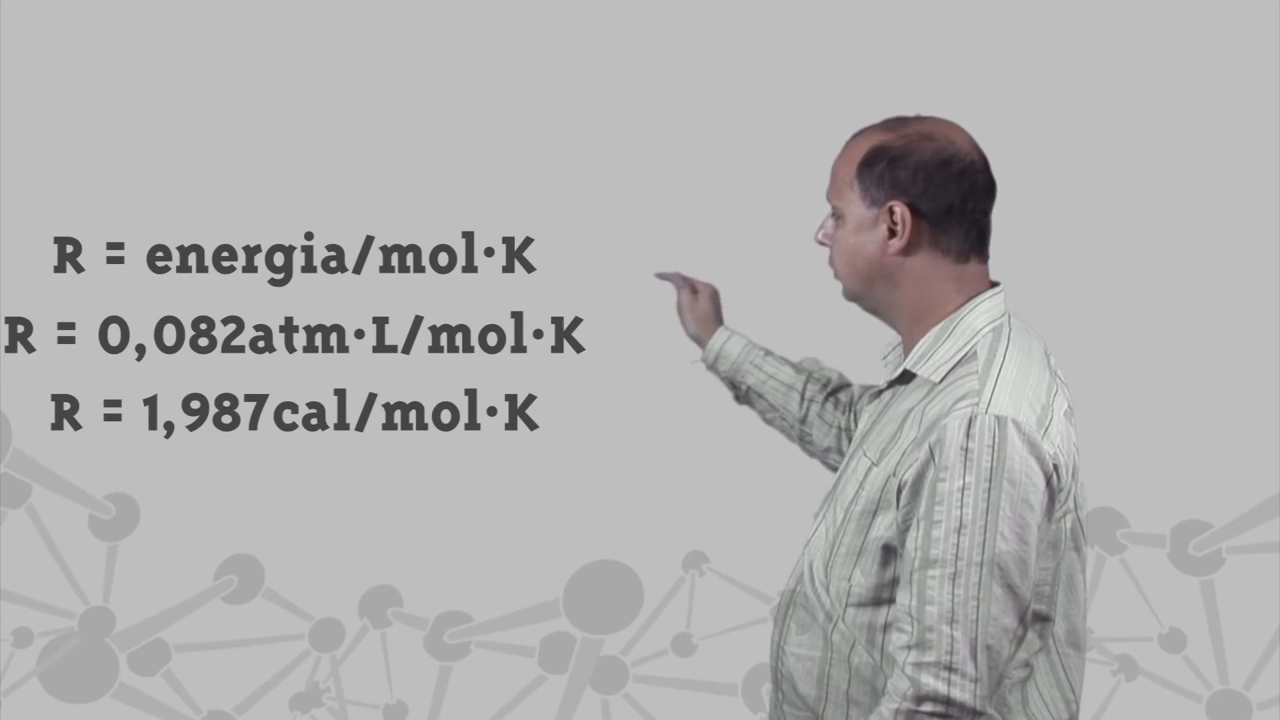 R = energia/mol·K
R = 0,082atm·L/mol·K
R = 1,987cal/mol·K